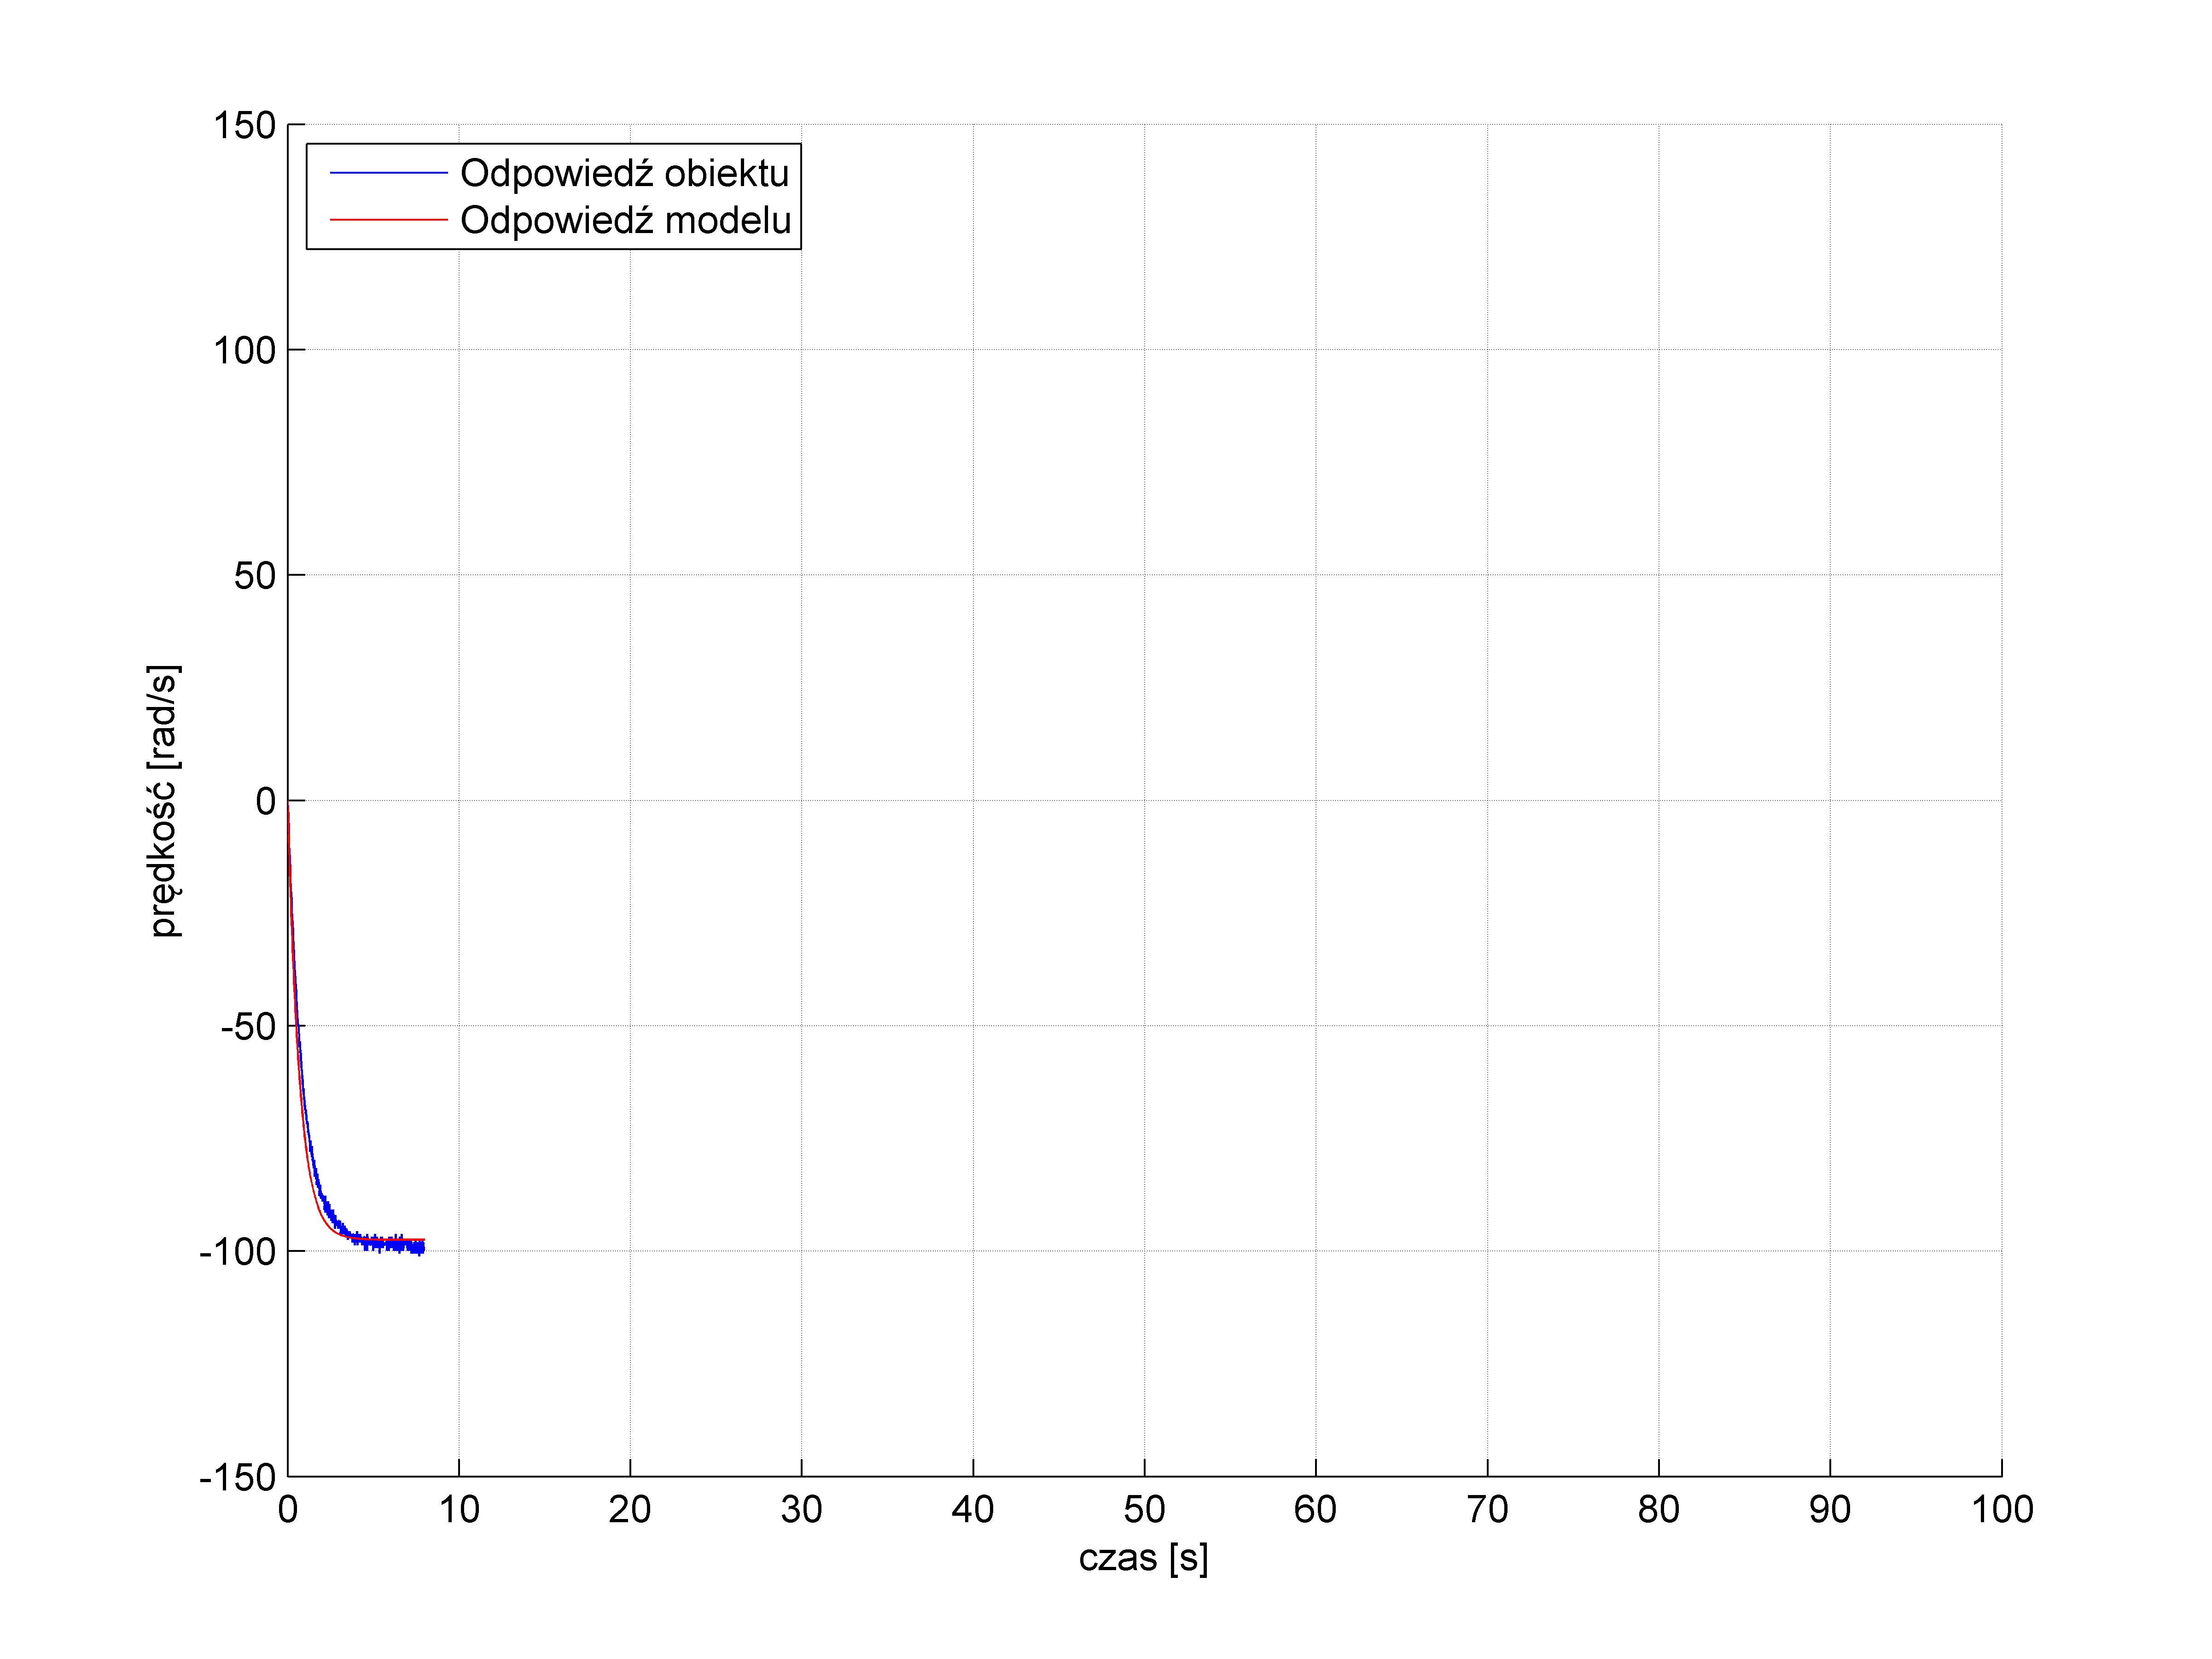 150
100
50
0
-50
-100
-150
Odpowiedź obiektu
Odpowiedź modelu
prędkość [rad/s]
0 10 20 30 40 50 60 70 80 90 100
czas [s]